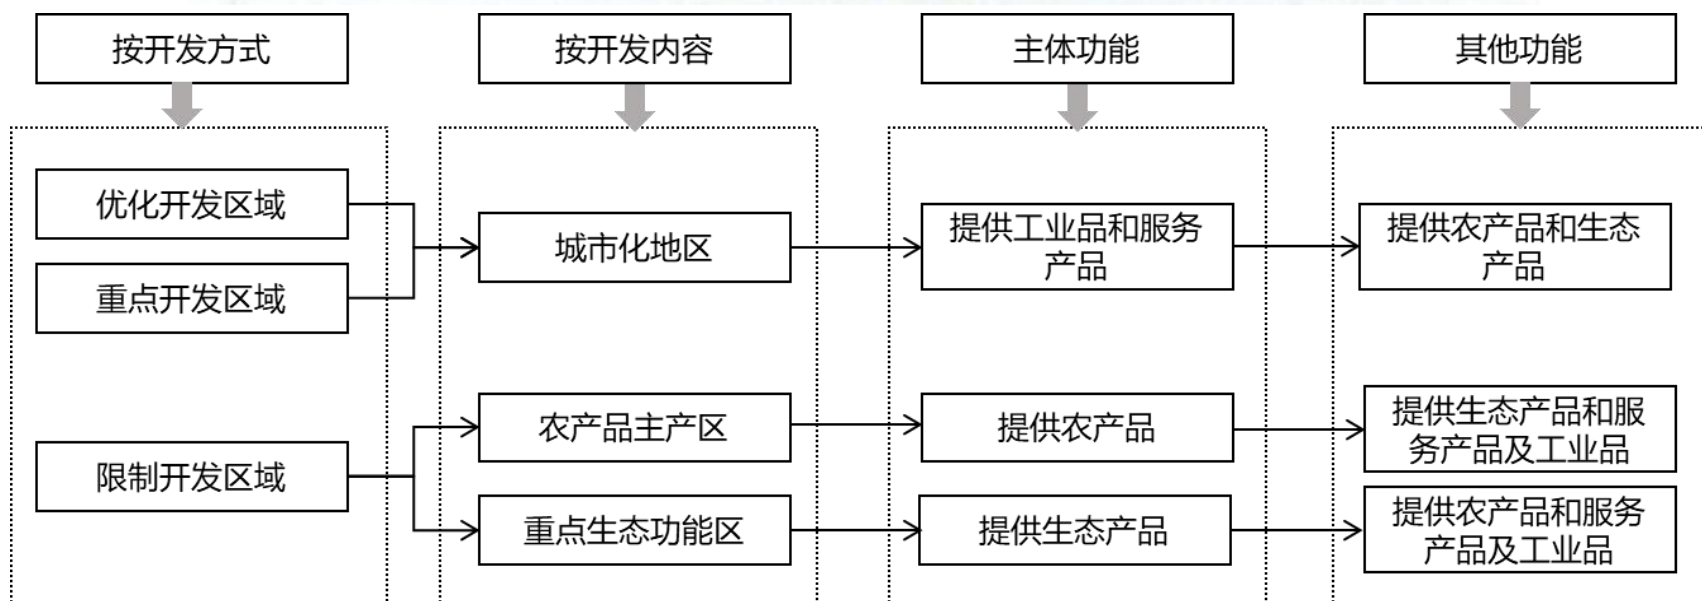 按开发方式
按开发内容
主体功能
其他功能
优化开发区域
重点开发区域
城市化地区
提供工业品和服务
产品
提供农产品和生态
产品
限制开发区域
农产品主产区
提供农产品
提供生态产品和服
务产品及工业品
重点生态功能区
提供生态产品
提供农产品和服务
产品及工业品